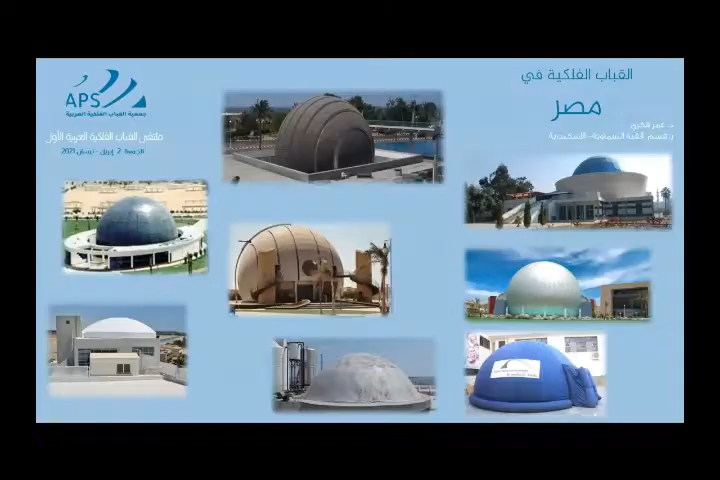 القباب الفلكية في
مصر
د. عمر فكري
رئيس قسم القبة السماوية - الاسكندرية
APS
جمعية القباب الفلكية العربية
ملتقى القباب الفلكية العربية الأول
الجمعة 2 إبريل - نيسان 2021